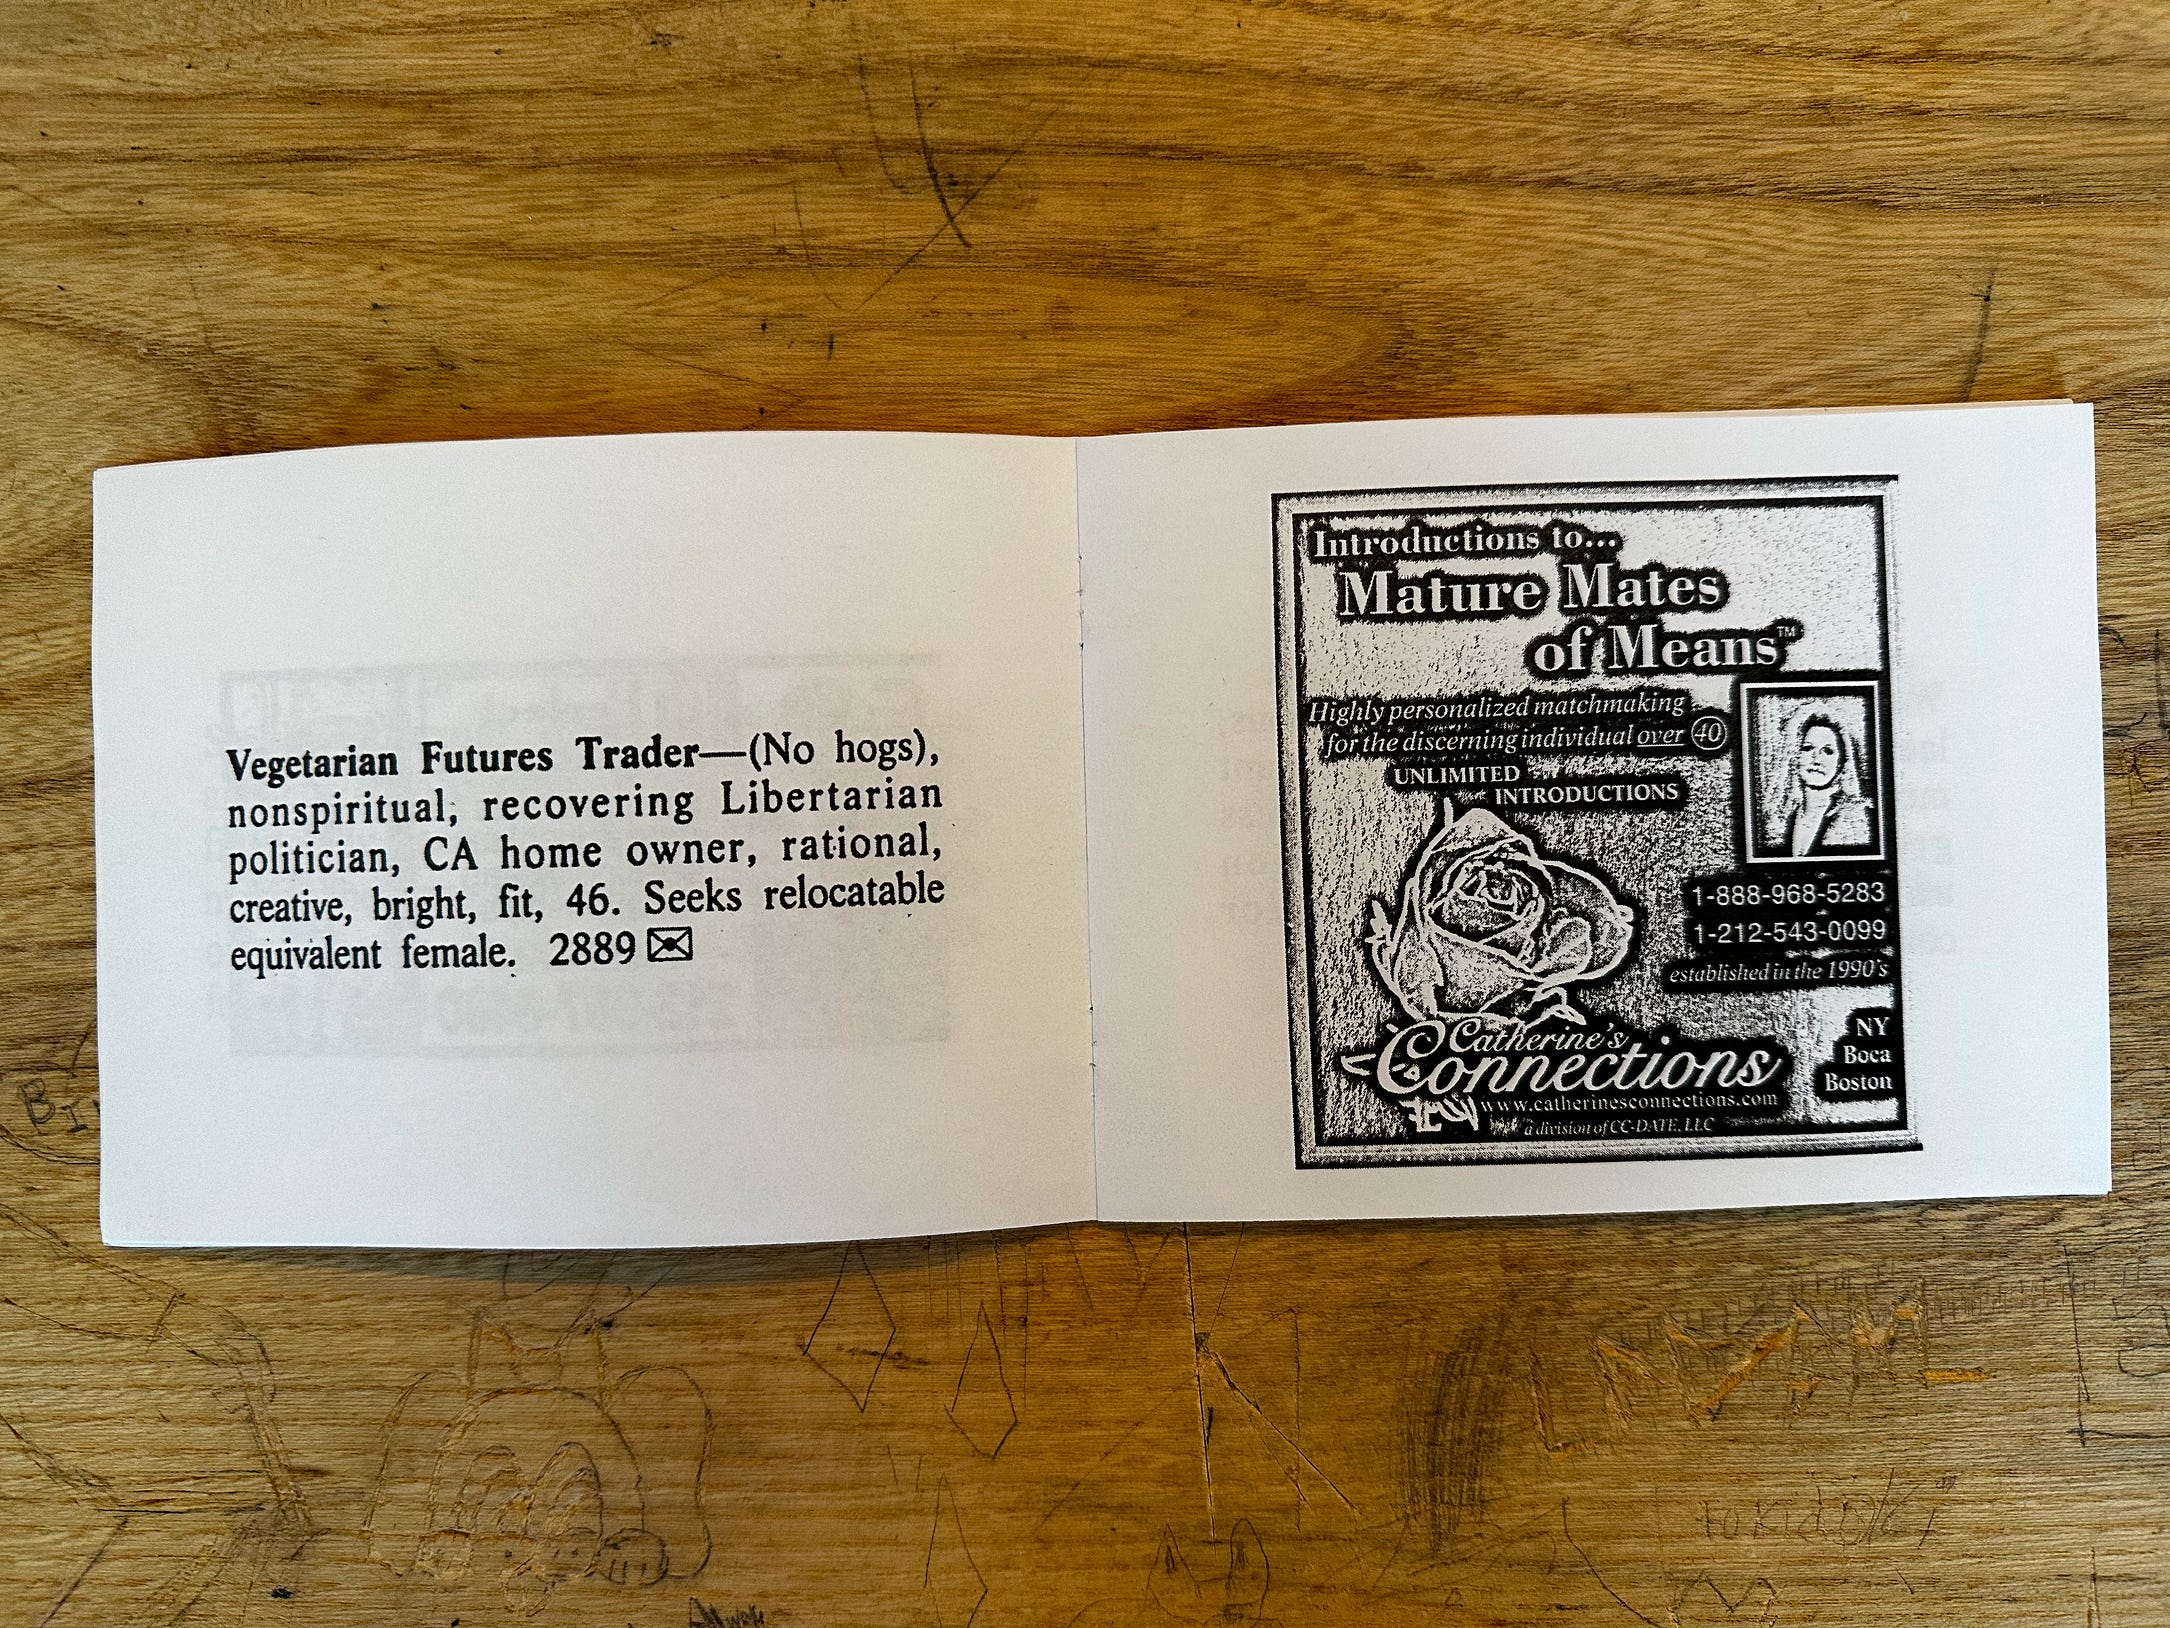 Vegetarian Futures Trader—(No hogs),
nonspiritual, recovering Libertarian
politician, CA home owner, rational,
creative, bright, fit, 46. Seeks relocatable
equivalent female. 2889
Introductions to...
Mature Mates
of Means™
Highly personalized matchmaking
for the discerning individual over 40
UNLIMITED
INTRODUCTIONS
1-888-968-5283
1-212-543-0099
established in the 1990's
NY
Boca
Boston
Catherine's
Connections
www.catherinesconnections.com
a division of CC-DATE, LLC